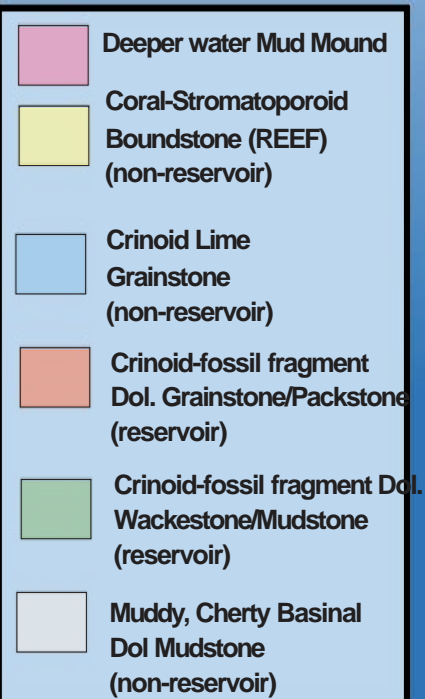 Deeper water Mud Mound
Coral-Stromatoporoid
Boundstone (REEF)
(non-reservoir)
Crinoid Lime
Grainstone
(non-reservoir)
Crinoid-fossil fragment
Dol. Grainstone/Packstone
(reservoir)
Crinoid-fossil fragment Dol.
Wackestone/Mudstone
(reservoir)
Muddy, Cherty Basinal
Dol Mudstone
(non-reservoir)